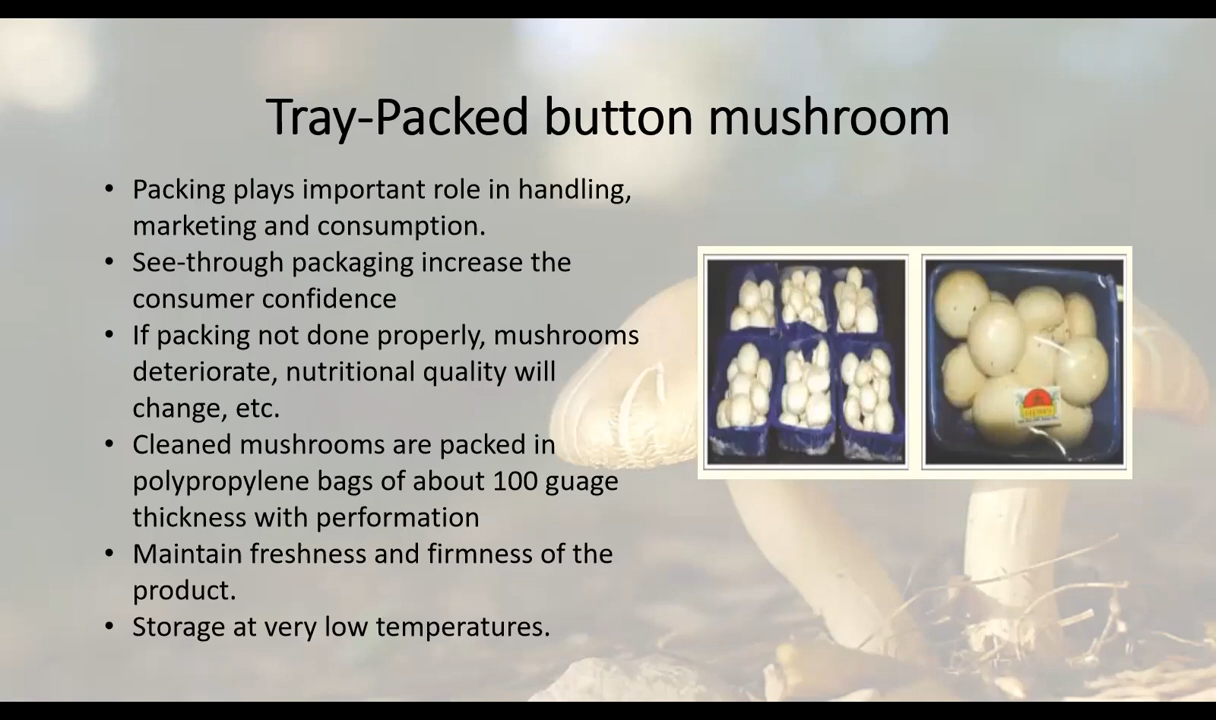 Tray-Packed button mushroom
• Packing plays important role in handling,
marketing and consumption.
• See-through packaging increase the
consumer confidence
• If packing not done properly, mushrooms
deteriorate, nutritional quality will
change, etc.
• Cleaned mushrooms are packed in
polypropylene bags of about 100 guage
thickness with performation
• Maintain freshness and firmness of the
product.
• Storage at very low temperatures.